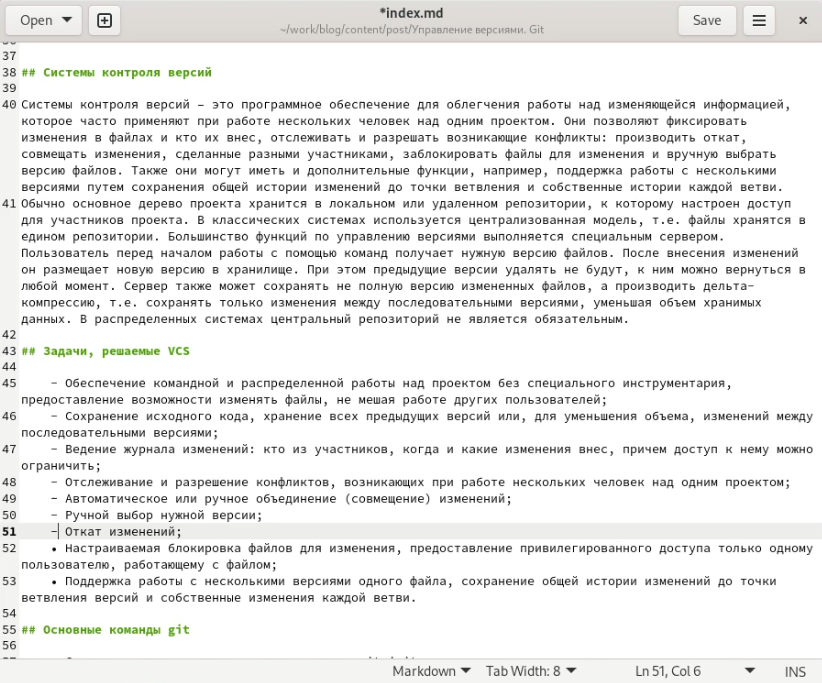 Open
*index.md
~/work/blog/content/post/Управление версиями. Git
Save
37
38 ## Системы контроля версий
39
40 Системы контроля версий – это программное обеспечение для облегчения работы над изменяющейся информацией,
которое часто применяют при работе нескольких человек над одним проектом. Они позволяют фиксировать
изменения в файлах и кто их внес, отслеживать и разрешать возникающие конфликты: производить откат,
совмещать изменения, сделанные разными участниками, заблокировать файлы для изменения и вручную выбрать
версию файлов. Также они могут иметь и дополнительные функции, например, поддержка работы с несколькими
версиями путем сохранения общей истории изменений до точки ветвления и собственные истории каждой ветви.
41 Обычно основное дерево проекта хранится в локальном или удаленном репозитории, к которому настроен доступ
для участников проекта. В классических системах используется централизованная модель, т.е. файлы хранятся в
едином репозитории. Большинство функций по управлению версиями выполняется специальным сервером.
Пользователь перед началом работы с помощью команд получает нужную версию файлов. После внесения изменений
он размещает новую версию в хранилище. При этом предыдущие версии удалять не будут, к ним можно вернуться в
любой момент. Сервер также может сохранять не полную версию измененных файлов, а производить дельта-
компрессию, т.е. сохранять только изменения между последовательными версиями, уменьшая объем хранимых
данных. В распределенных системах центральный репозиторий не является обязательным.
42
43 ## Задачи, решаемые VCS
44
45 – Обеспечение командной и распределенной работы над проектом без специального инструментария,
предоставление возможности изменять файлы, не мешая работе других пользователей;
46 – Сохранение исходного кода, хранение всех предыдущих версий или, для уменьшения объема, изменений между
последовательными версиями;
47 – Ведение журнала изменений: кто из участников, когда и какие изменения внес, причем доступ к нему можно
ограничить;
48 – Отслеживание и разрешение конфликтов, возникающих при работе нескольких человек над одним проектом;
49 – Автоматическое или ручное объединение (совмещение) изменений;
50 – Ручной выбор нужной версии;
51 – Откат изменений;
52 • Настраиваемая блокировка файлов для изменения, предоставление привилегированного доступа только одному
пользователю, работающему с файлом;
53 • Поддержка работы с несколькими версиями одного файла, сохранение общей истории изменений до точки
ветвления версий и собственные изменения каждой ветви.
54
55 ## Основные команды git
56
Markdown Tab Width: 8 Ln 51, Col 6 INS